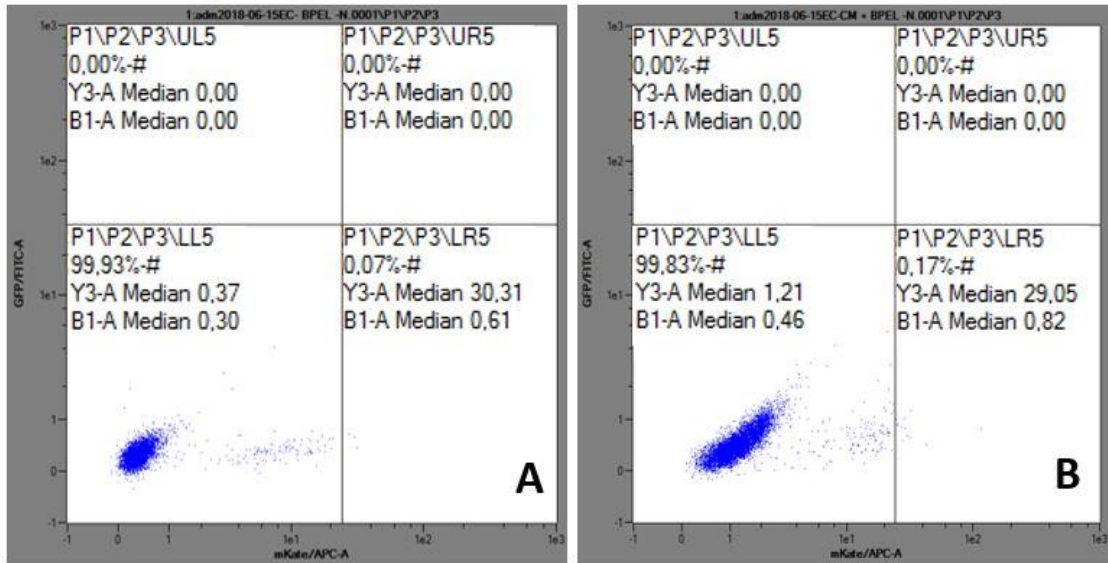 1:adm2018-06-15EC- BPEL -N.0001\P1\P2\P3
1e3
P1\P2\P3\UL5
0,00%-#
Y3-A Median 0,00
B1-A Median 0,00
P1\P2\P3\UR5
0,00%-#
Y3-A Median 0,00
B1-A Median 0,00
1e2
GFP/FITC-A
P1\P2\P3\LL5
99,93%-#
Y3-A Median 0,37
B1-A Median 0,30
P1\P2\P3\LR5
0,07%-#
Y3-A Median 30,31
B1-A Median 0,61
1e1
1
0
-1
A
-1 0 1 1e1 1e2 1e3
mKate/APC-A
1:adm2018-06-15EC-CM + BPEL -N.0001\P1\P2\P3
1e3
P1\P2\P3\UL5
0,00%-#
Y3-A Median 0,00
B1-A Median 0,00
P1\P2\P3\UR5
0,00%-#
Y3-A Median 0,00
B1-A Median 0,00
1e2
GFP/FITC-A
P1\P2\P3\LL5
99,83%-#
Y3-A Median 1,21
B1-A Median 0,46
P1\P2\P3\LR5
0,17%-#
Y3-A Median 29,05
B1-A Median 0,82
1e1
1
0
-1
B
-1 0 1 1e1 1e2 1e3
mKate/APC-A